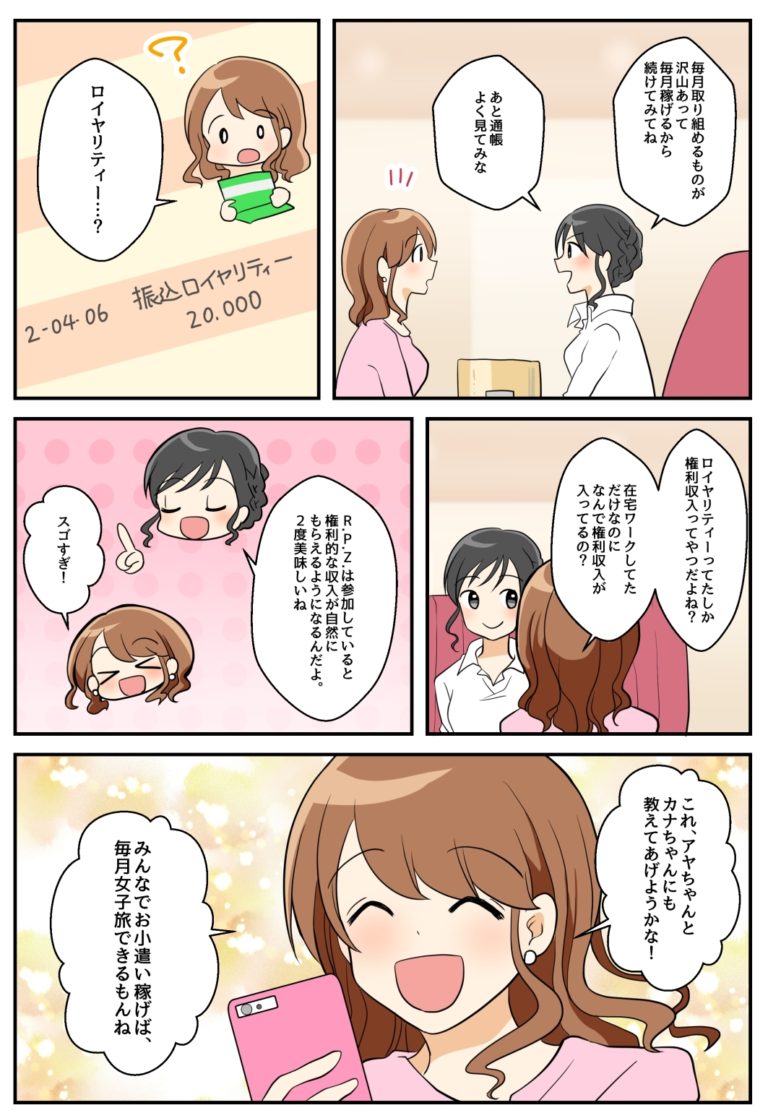 毎月取り組めるものが
沢山あって
毎月稼げるから
続けてみてね
あと通帳
よく見てみな
?
ロイヤリティー…?
2-04.06 振込ロイヤリティー
20.000
ロイヤリティーってたしか
権利収入ってやつだよね?
在宅ワークしてた
だけなのに
なんで権利収入が
入ってるの?
R.P.Zは参加していると
権利的な収入が自然に
もらえるようになるんだよ。
2度美味しいね
スゴすぎ!
これ、アヤちゃんと
カナちゃんにも
教えてあげようかな!
みんなでお小遣い稼げば、
毎月女子旅できるもんね